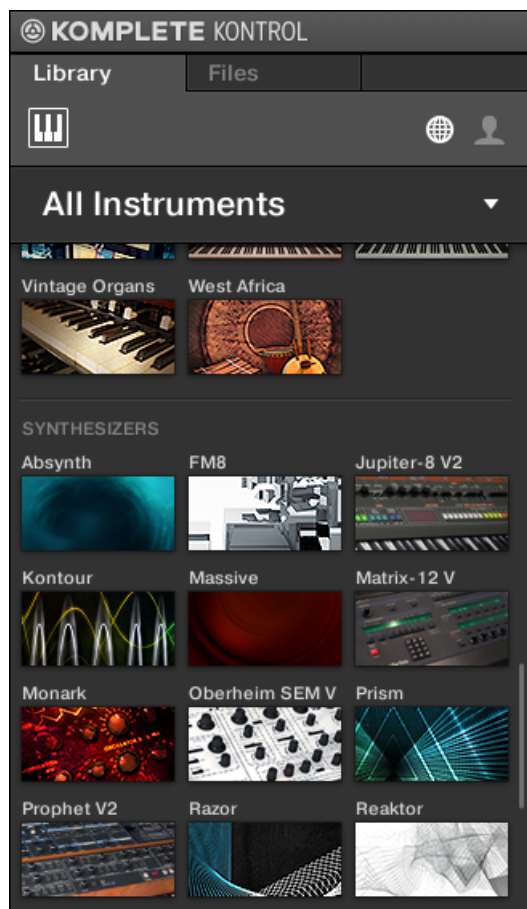 KOMPLETE KONTROL
Library Files
All Instruments
Vintage Organs West Africa
SYNTHESIZERS
Absynth FM8 Jupiter-8 V2
Kontour Massive Matrix-12 V
Monark Oberheim SEM V Prism
Prophet V2 Razor Reaktor